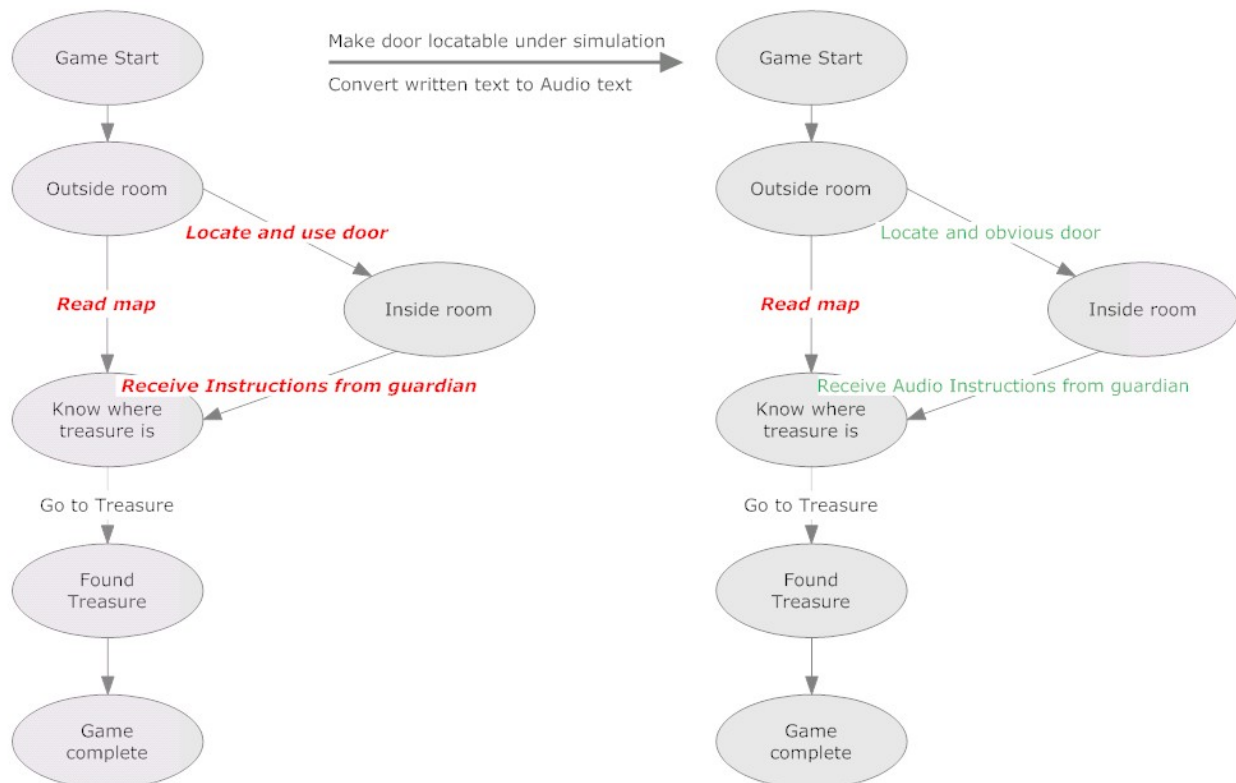 Game Start
Outside room
Locate and use door
Read map
Inside room
Receive Instructions from guardian
Know where
treasure is
Go to Treasure
Found
Treasure
Game
complete
Make door locatable under simulation
Convert written text to Audio text
Game Start
Outside room
Locate and obvious door
Read map
Inside room
Receive Audio Instructions from guardian
Know where
treasure is
Go to Treasure
Found
Treasure
Game
complete